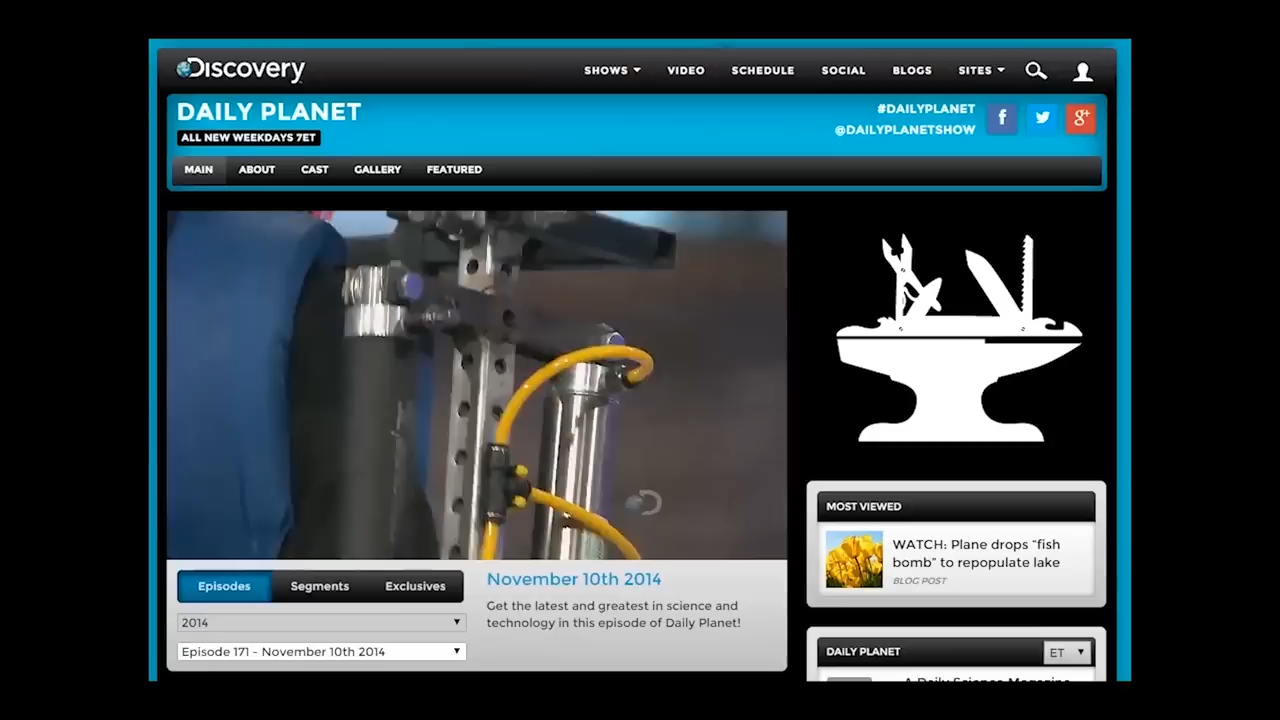 Discovery
SHOWS
VIDEO
SCHEDULE
SOCIAL
BLOGS
SITES
DAILY PLANET
ALL NEW WEEKDAYS 7ET
#DAILYPLANET
@DAILYPLANETSHOW
f
g+
MAIN
ABOUT
CAST
GALLERY
FEATURED
MOST VIEWED
WATCH: Plane drops “fish
bomb” to repopulate lake
BLOG POST
Episodes
Segments
Exclusives
November 10th 2014
Get the latest and greatest in science and
technology in this episode of Daily Planet!
2014
Episode 171 - November 10th 2014
DAILY PLANET
ET
A Daily Science Magazine